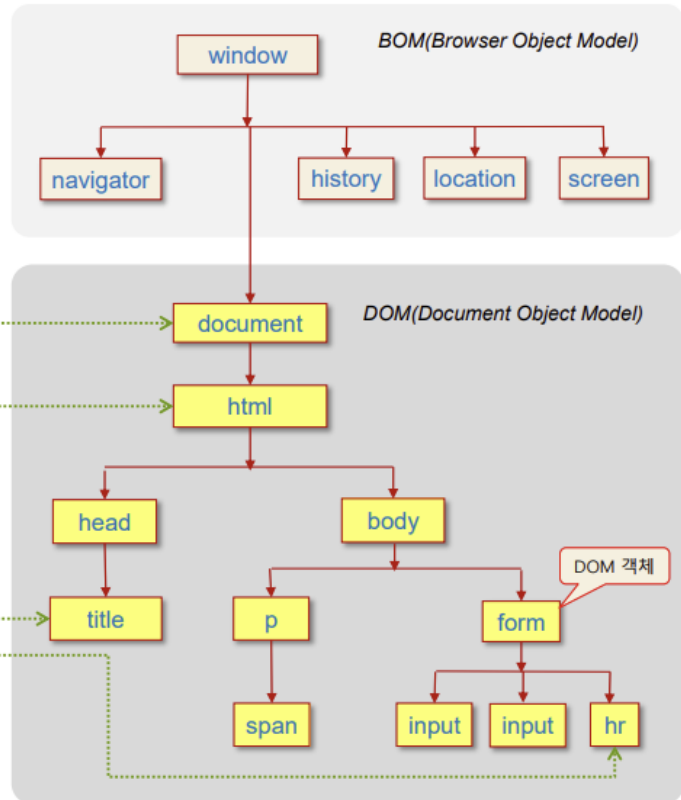 BOM(Browser Object Model)
window
navigator
history
location
screen
DOM(Document Object Model)
document
html
head
body
DOM 객체
title
p
form
span
input
input
hr